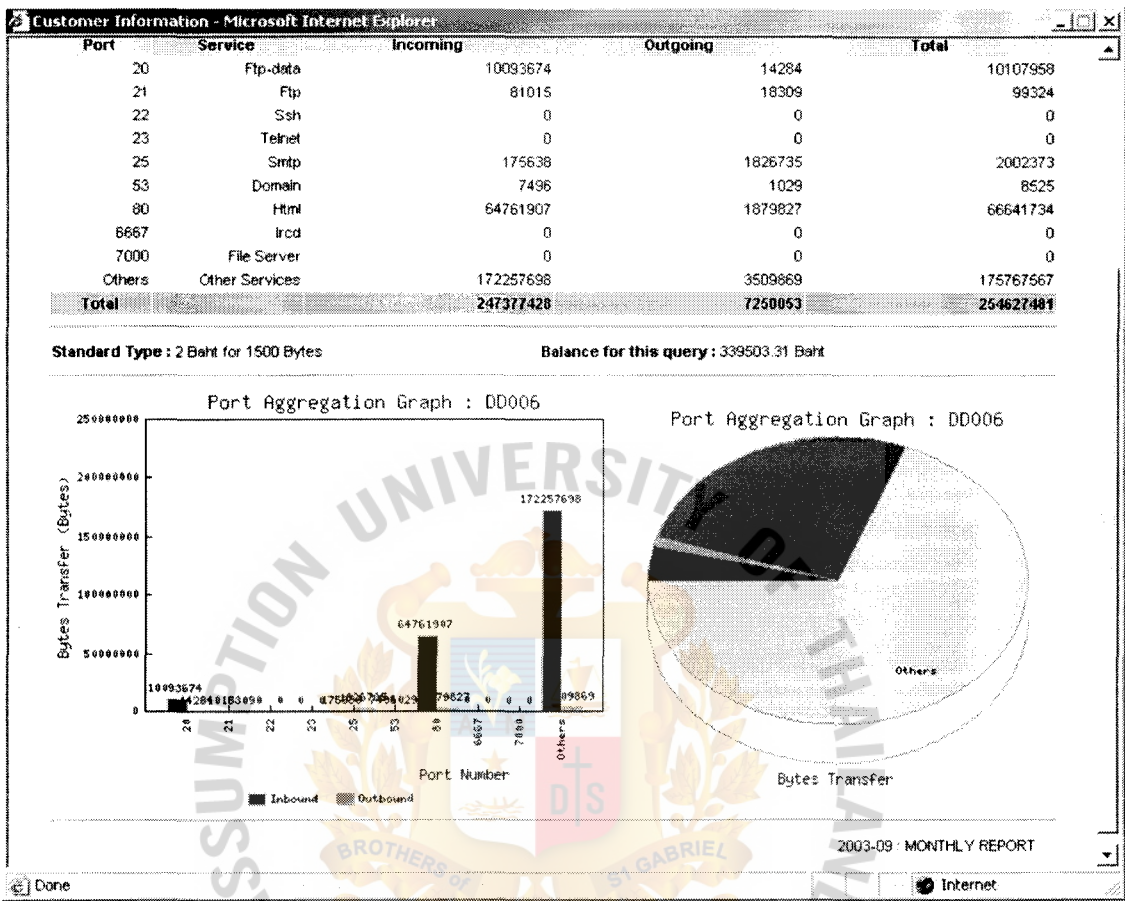 Customer Information - Microsoft Internet Explorer
Port Service Incoming Outgoing Total
20 Ftp-data 10093674 14284 10107958
21 Ftp 81015 18309 99324
22 Ssh 0 0 0
23 Telnet 0 0 0
25 Smtp 175638 1826735 2002373
53 Domain 7496 1029 8525
80 Html 64761907 1879827 66641734
6667 Ircd 0 0 0
7000 File Server 0 0 0
Others Other Services 172257698 3509869 175767567
Total 247377428 7250053 254627481
Standard Type : 2 Baht for 1500 Bytes Balance for this query : 339503.31 Baht
Port Aggregation Graph : DD006
Port Aggregation Graph : DD006
Bytes Transfer (Bytes)
250000000
200000000
150000000
100000000
50000000
0
10093674
64761907
172257698
20 21 22 23 25 53 80 6667 7000 Others
Port Number
Inbound Outbound
Others
Bytes Transfer
2003-09 : MONTHLY REPORT
Done Internet
UNIVERSITY OF THAILAND
BROTHERS of ST GABRIEL
D S